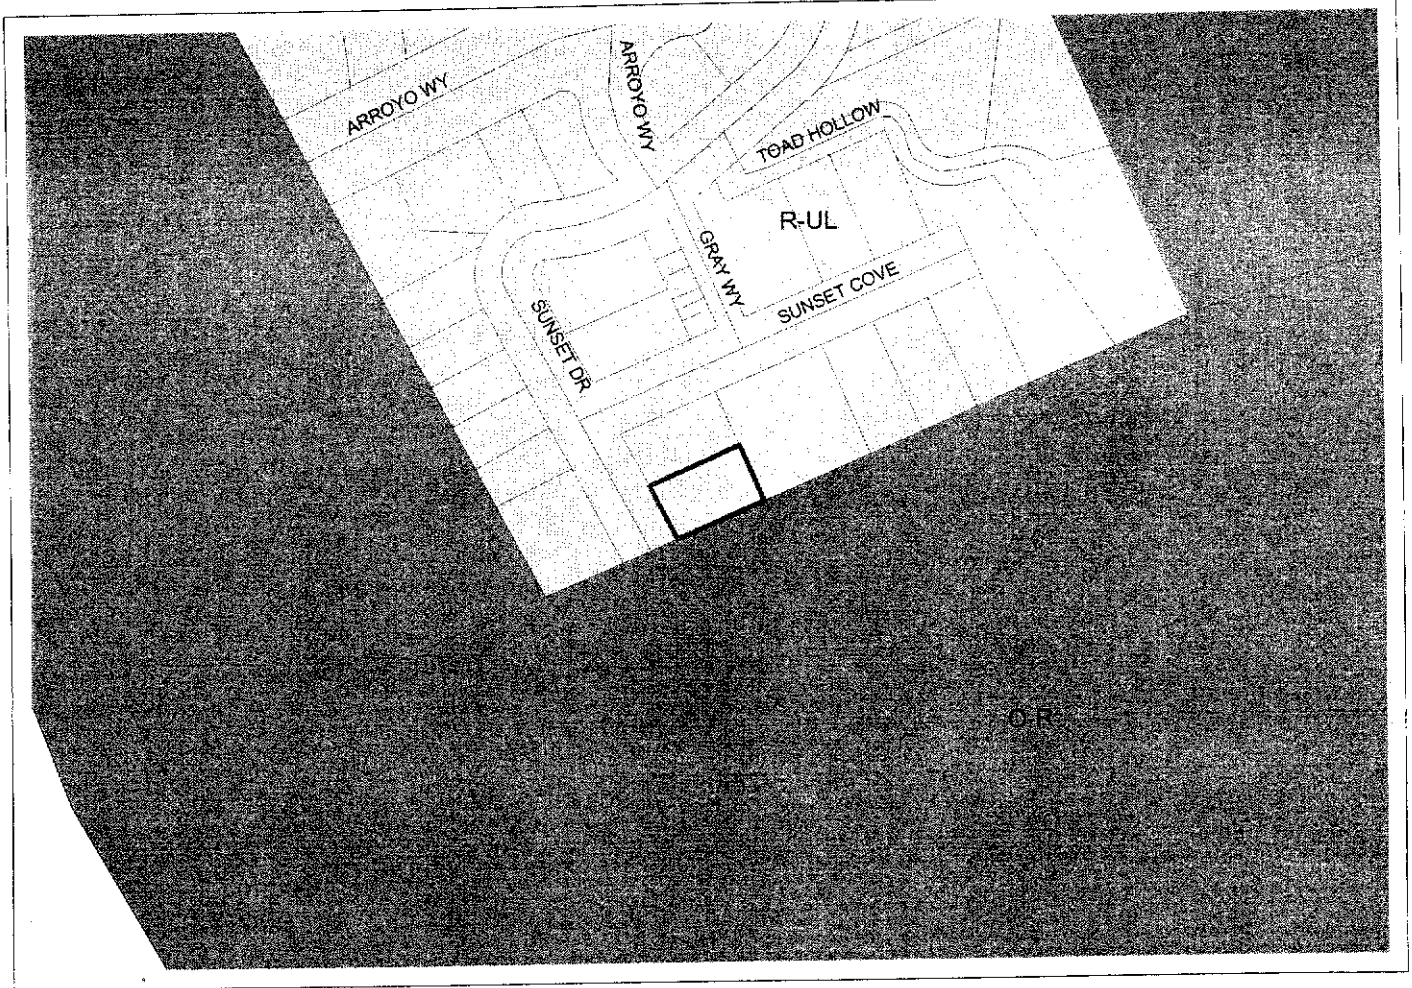 ARROYO WY
ARROYO WY
TOAD HOLLOW
R-UL
GRAY WY
SUNSET COVE
SUNSET DR
O-R